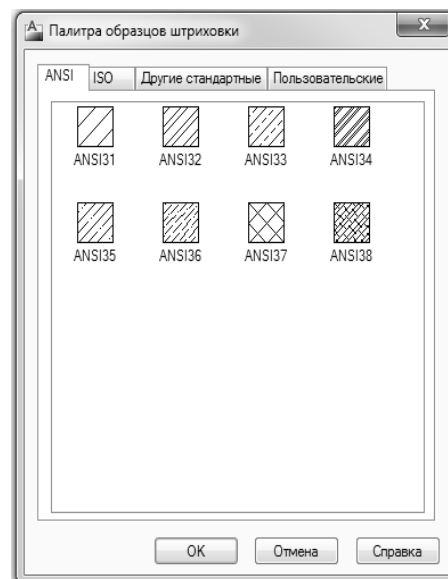 Палитра образцов штриховки
ANSI ISO Другие стандартные Пользовательские
ANSI31 ANSI32 ANSI33 ANSI34
ANSI35 ANSI36 ANSI37 ANSI38
OK Отмена Справка